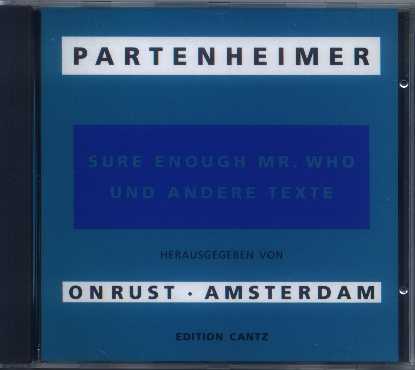 PARTENHEIMER
SURE ENOUGH MR. WHO
UND ANDERE TEXTE
HERAUSGEGEBEN VON
ONRUST · AMSTERDAM
EDITION CANTZ